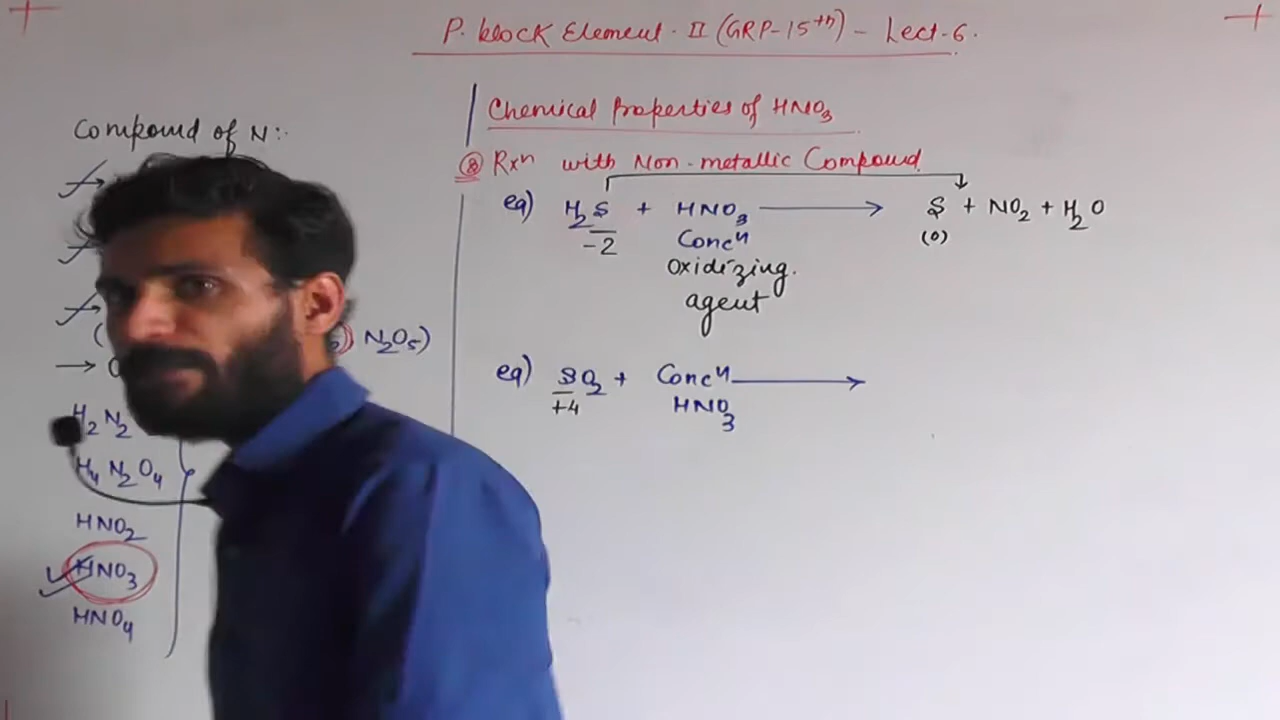 P-block Element-II (GRP-15th) - Lect-6.
Compound of N:-
N2O5)
H2N2
H4N2O4
HNO2
HNO3
HNO4
Chemical Properties of HNO3
⑧ Rxn with Non-metallic Compound.
eg) H2S + HNO3 → S + NO2 + H2O
-2 Concn (0)
Oxidizing.
agent
eg) SO2 + Concn →
+4 HNO3